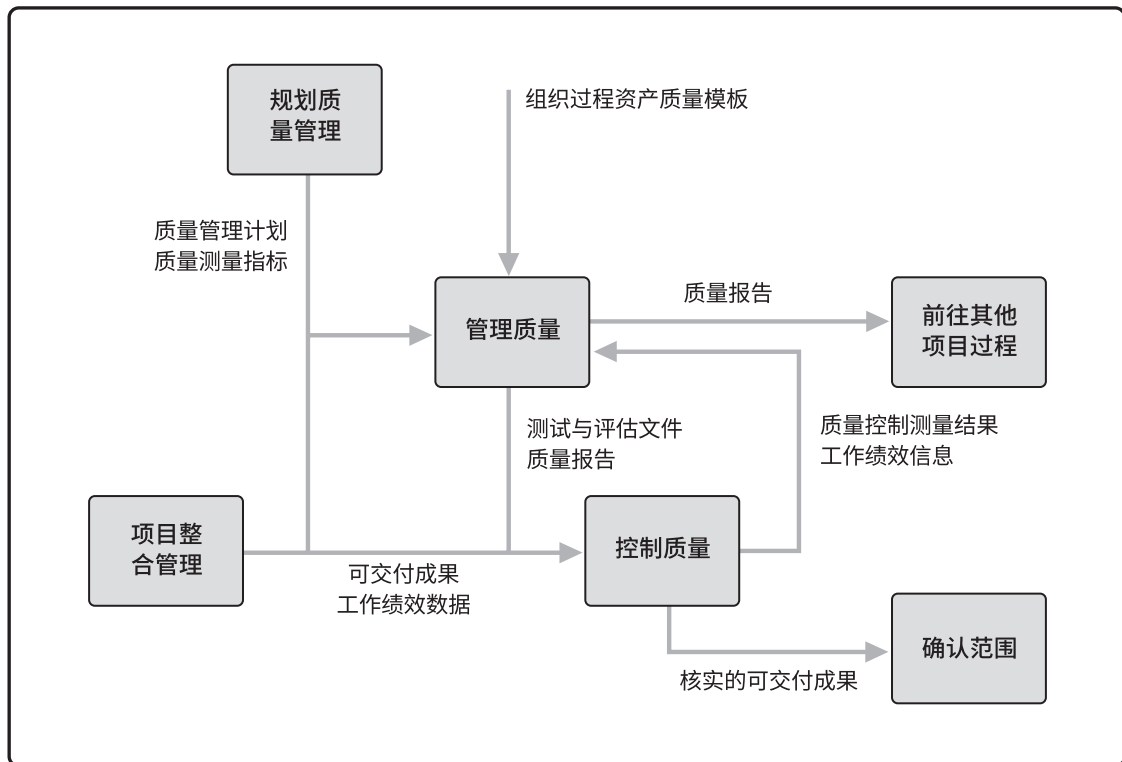 规划质
量管理
组织过程资产质量模板
质量管理计划
质量测量指标
管理质量
质量报告
前往其他
项目过程
测试与评估文件
质量报告
质量控制测量结果
工作绩效信息
项目整
合管理
可交付成果
工作绩效数据
控制质量
确认范围
核实的可交付成果